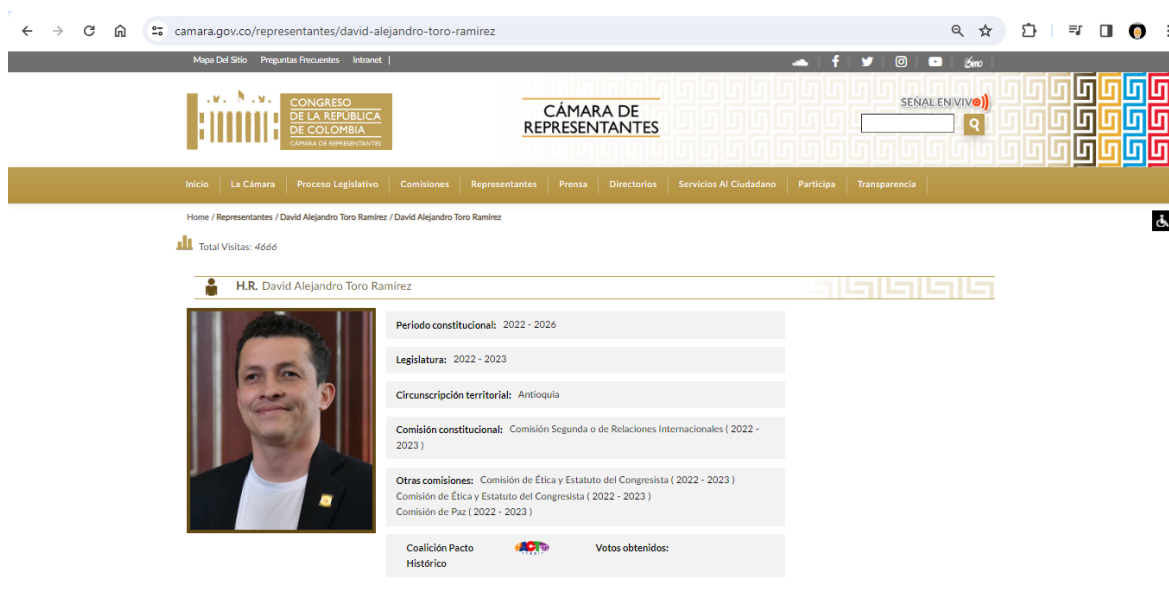 camara.gov.co/representantes/david-alejandro-toro-ramirez
Mapa Del Sitio Preguntas Frecuentes Intranet |
CONGRESO
DE LA REPÚBLICA
DE COLOMBIA
CÁMARA DE REPRESENTANTES
CÁMARA DE
REPRESENTANTES
SEÑAL EN VIVO
Inicio La Cámara Proceso Legislativo Comisiones Representantes Prensa Directorios Servicios Al Ciudadano Participa Transparencia
Home / Representantes / David Alejandro Toro Ramírez / David Alejandro Toro Ramírez
Total Visitas: 4666
H.R. David Alejandro Toro Ramírez
Periodo constitucional: 2022 - 2026
Legislatura: 2022 - 2023
Circunscripción territorial: Antioquia
Comisión constitucional: Comisión Segunda o de Relaciones Internacionales ( 2022 -
2023 )
Otras comisiones: Comisión de Ética y Estatuto del Congresista ( 2022 - 2023 )
Comisión de Ética y Estatuto del Congresista ( 2022 - 2023 )
Comisión de Paz ( 2022 - 2023 )
Coalición Pacto Votos obtenidos:
Histórico